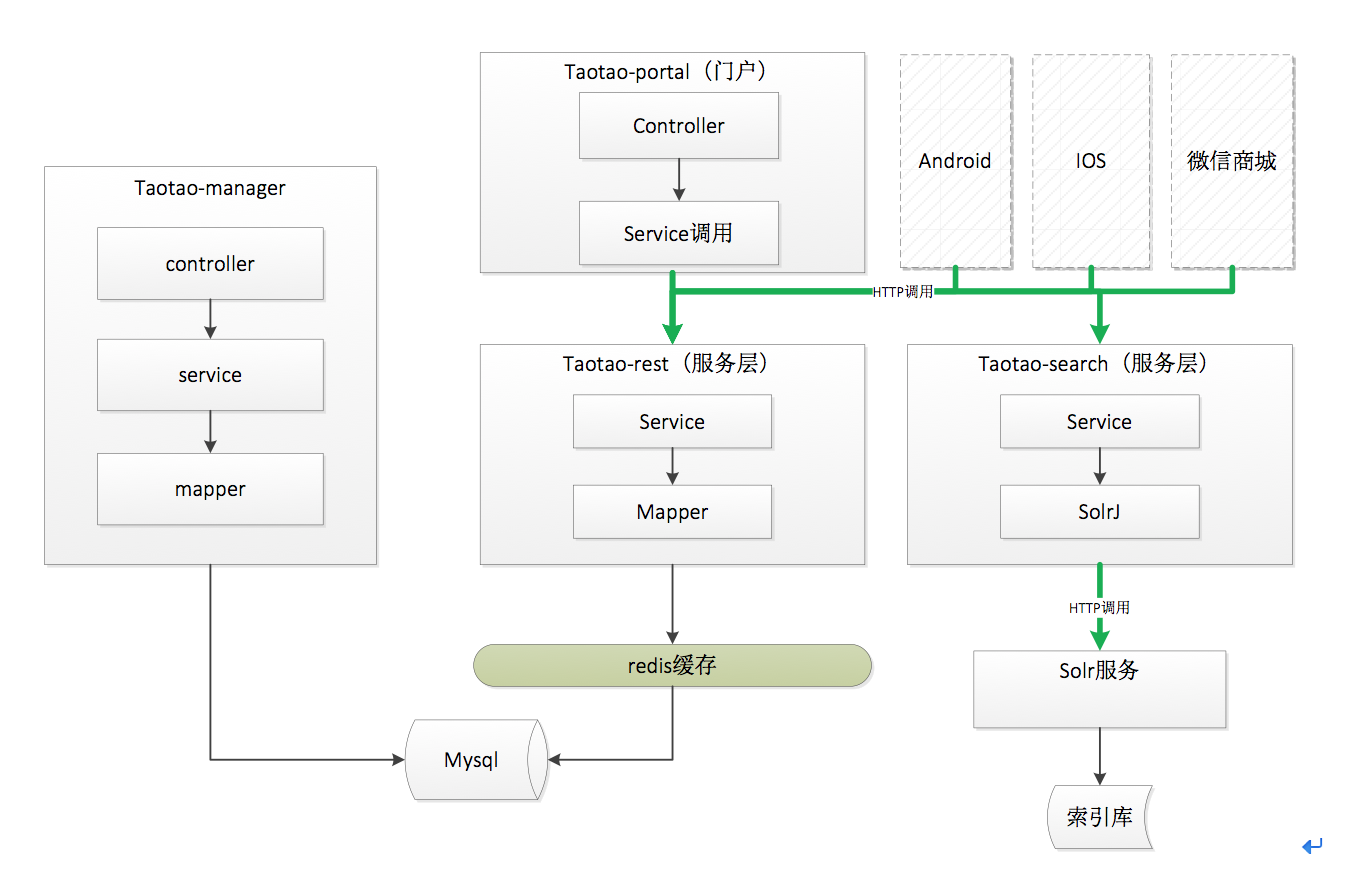 Taotao-portal（门户）
Controller
Service调用
Android
IOS
微信商城
HTTP调用
Taotao-manager
controller
service
mapper
Taotao-rest（服务层）
Service
Mapper
Taotao-search（服务层）
Service
SolrJ
HTTP调用
redis缓存
Solr服务
Mysql
索引库